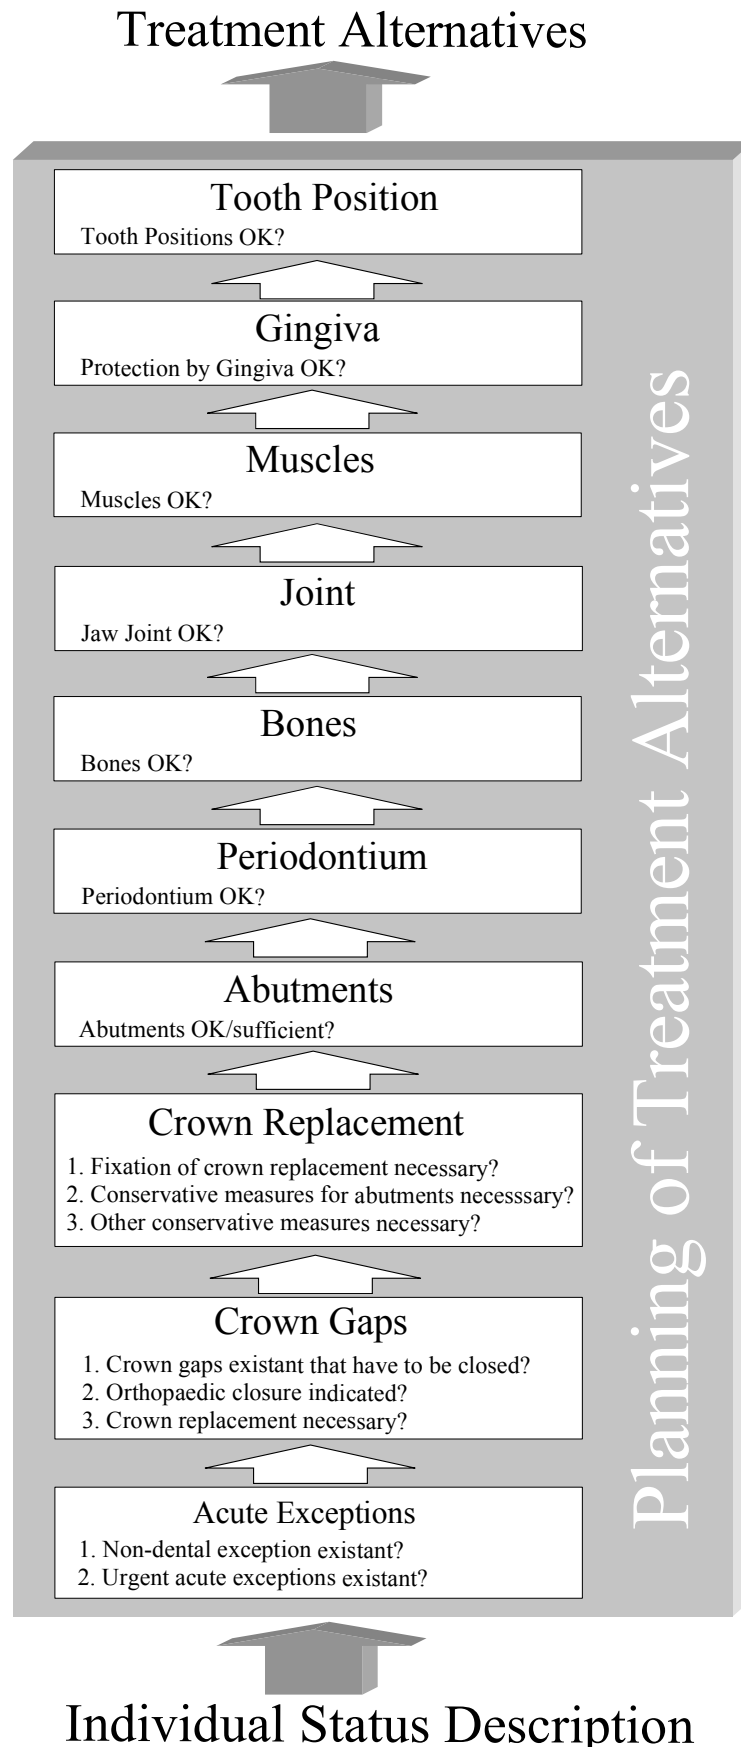 Treatment Alternatives
Tooth Position
Tooth Positions OK?
Gingiva
Protection by Gingiva OK?
Muscles
Muscles OK?
Joint
Jaw Joint OK?
Bones
Bones OK?
Periodontium
Periodontium OK?
Abutments
Abutments OK/sufficient?
Crown Replacement
1. Fixation of crown replacement necessary?
2. Conservative measures for abutments necesssary?
3. Other conservative measures necessary?
Crown Gaps
1. Crown gaps existant that have to be closed?
2. Orthopaedic closure indicated?
3. Crown replacement necessary?
Acute Exceptions
1. Non-dental exception existant?
2. Urgent acute exceptions existant?
Planning of Treatment Alternatives
Individual Status Description